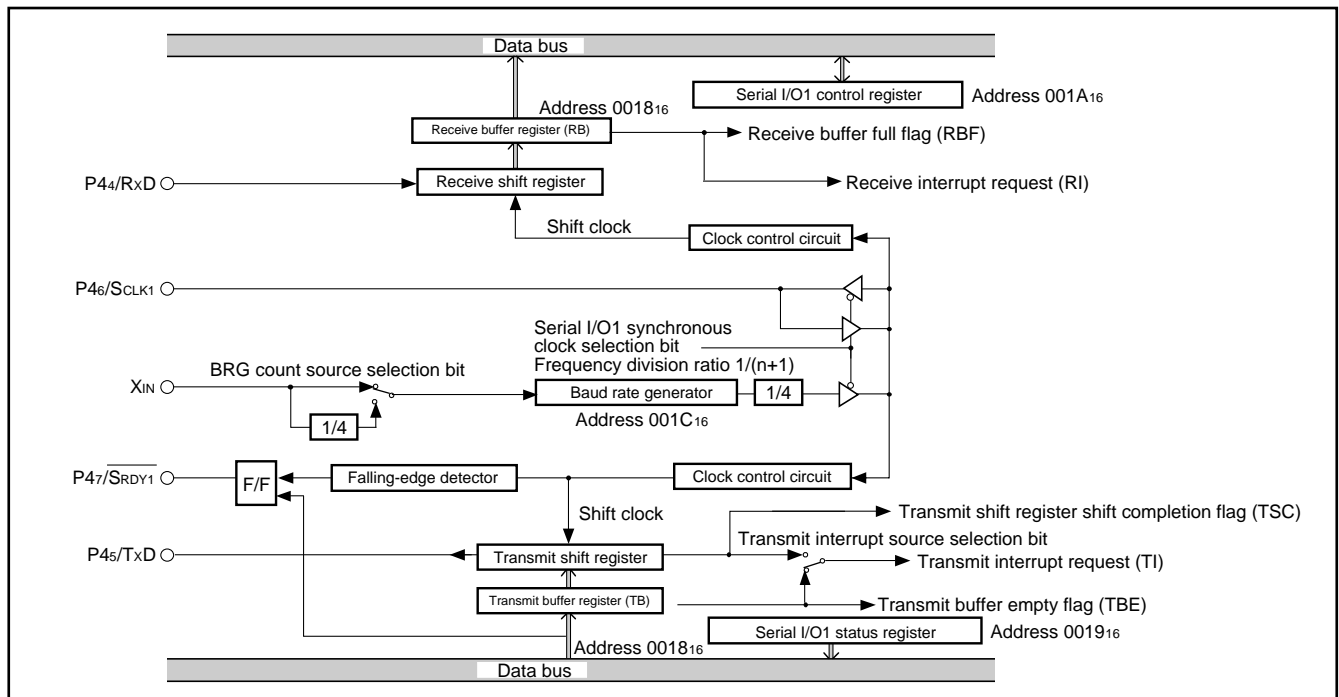 Data bus
Serial I/O1 control register
Address 001A16
Address 001816
Receive buffer register (RB)
Receive buffer full flag (RBF)
P44/RXD
Receive shift register
Receive interrupt request (RI)
Shift clock
Clock control circuit
P46/SCLK1
Serial I/O1 synchronous
clock selection bit
Frequency division ratio 1/(n+1)
BRG count source selection bit
XIN
Baud rate generator
1/4
Address 001C16
1/4
P47/SRDY1
F/F
Falling-edge detector
Clock control circuit
Shift clock
Transmit shift register shift completion flag (TSC)
Transmit interrupt source selection bit
P45/TXD
Transmit shift register
Transmit interrupt request (TI)
Transmit buffer register (TB)
Transmit buffer empty flag (TBE)
Address 001816
Serial I/O1 status register
Address 001916
Data bus